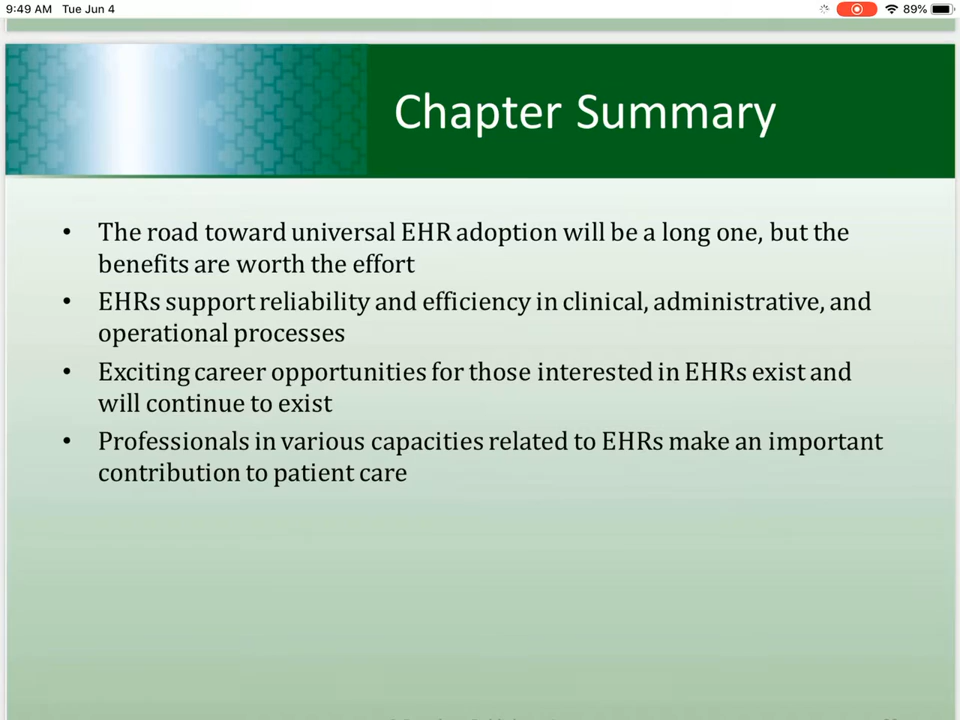 9:49 AM Tue Jun 4
89%
Chapter Summary
• The road toward universal EHR adoption will be a long one, but the
benefits are worth the effort
• EHRs support reliability and efficiency in clinical, administrative, and
operational processes
• Exciting career opportunities for those interested in EHRs exist and
will continue to exist
• Professionals in various capacities related to EHRs make an important
contribution to patient care